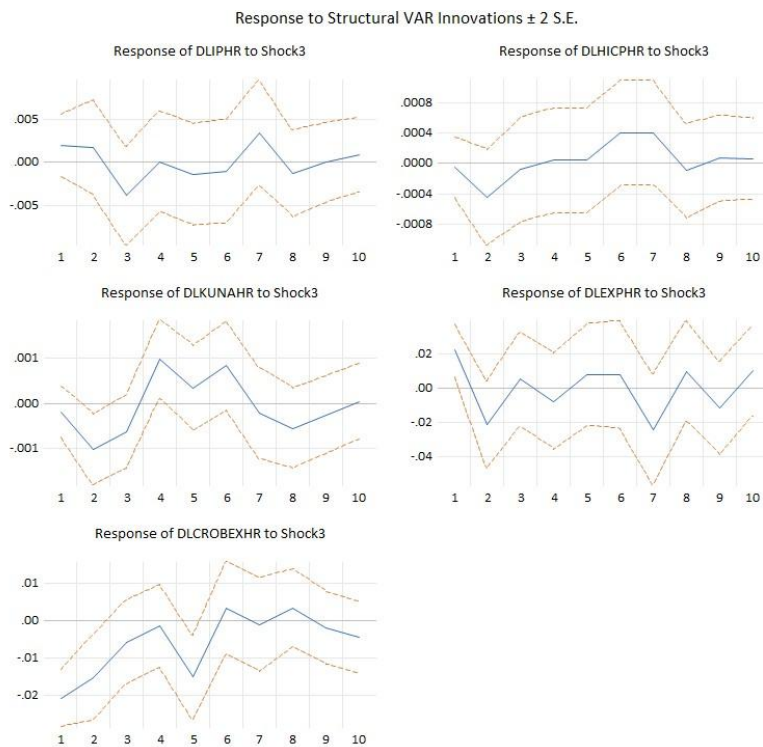 Response to Structural VAR Innovations ± 2 S.E.
Response of DLIPHR to Shock3
.005
.000
-.005
1 2 3 4 5 6 7 8 9 10
Response of DLHICPHR to Shock3
.0008
.0004
.0000
-.0004
-.0008
1 2 3 4 5 6 7 8 9 10
Response of DLKUNAHR to Shock3
.001
.000
-.001
1 2 3 4 5 6 7 8 9 10
Response of DLEXPHR to Shock3
.02
.00
-.02
-.04
1 2 3 4 5 6 7 8 9 10
Response of DLCROBEXHR to Shock3
.01
.00
-.01
-.02
1 2 3 4 5 6 7 8 9 10